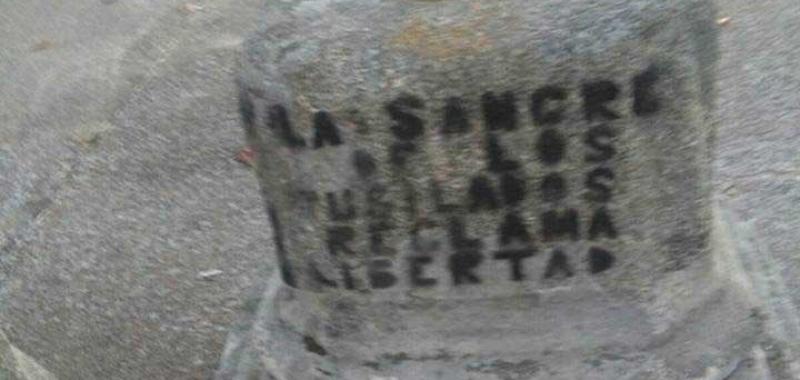 LA SANGRE
DE LOS
FUSILADOS
RECLAMA
LIBERTAD